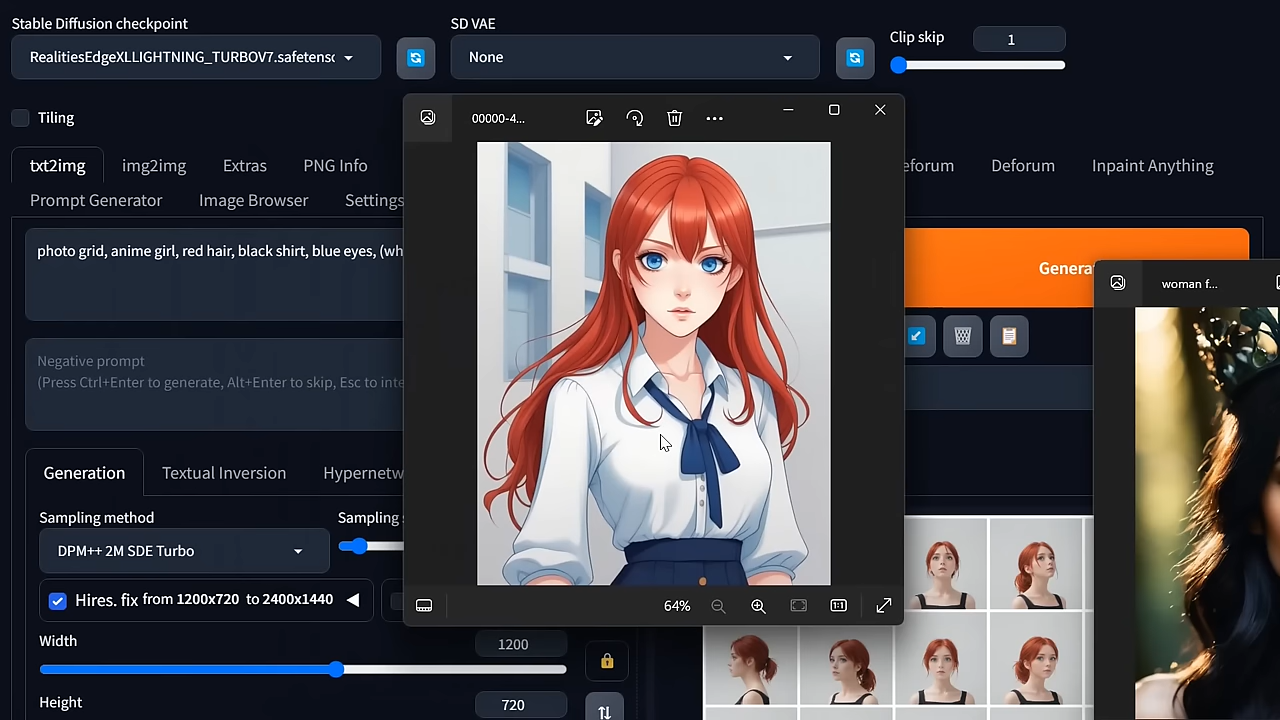 Stable Diffusion checkpoint
SD VAE
Clip skip
1
RealitiesEdgeXLLIGHTNING_TURBOV7.safetensc
None
Tiling
00000-4...
txt2img
img2img
Extras
PNG Info
eforum
Deforum
Inpaint Anything
Prompt Generator
Image Browser
Settings
photo grid, anime girl, red hair, black shirt, blue eyes, (wh
Genera
woman f...
Negative prompt
(Press Ctrl+Enter to generate, Alt+Enter to skip, Esc to inte
Generation
Textual Inversion
Hypernetw
Sampling method
Sampling s
DPM++ 2M SDE Turbo
Hires. fix from 1200x720 to 2400x1440
64%
1:1
Width
1200
Height
720